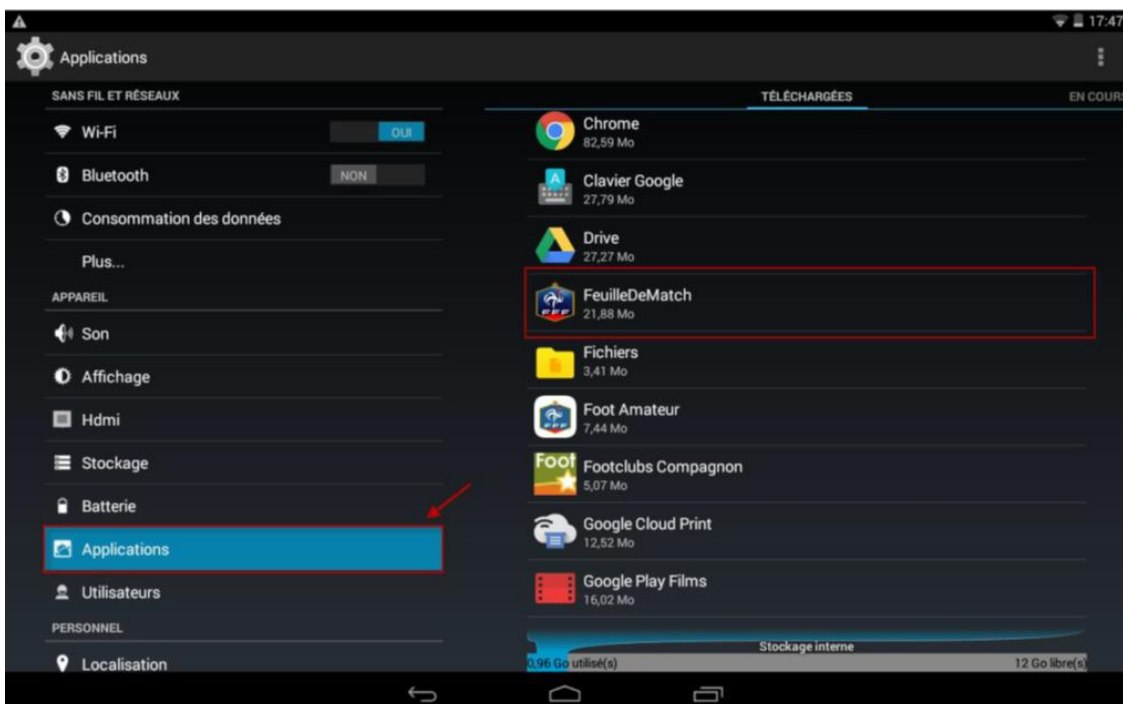 17:47
Applications
SANS FIL ET RÉSEAUX
Wi-Fi
OUI
Bluetooth
NON
Consommation des données
Plus...
APPAREIL
Son
Affichage
Hdmi
Stockage
Batterie
Applications
Utilisateurs
PERSONNEL
Localisation
TÉLÉCHARGÉES
EN COURS
Chrome
82,59 Mo
A
Clavier Google
27,79 Mo
Drive
27,27 Mo
FFF
FeuilleDeMatch
21,88 Mo
Fichiers
3,41 Mo
FFF
Foot Amateur
7,44 Mo
Foot
Footclubs Compagnon
5,07 Mo
Google Cloud Print
12,52 Mo
Google Play Films
16,02 Mo
Stockage interne
0,96 Go utilisé(s)
12 Go libre(s)